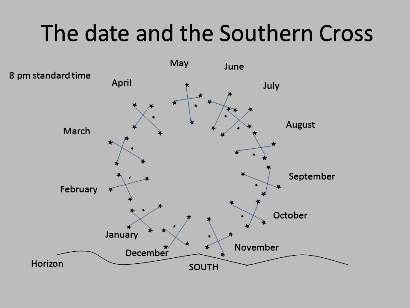 The date and the Southern Cross
8 pm standard time
May
June
April
July
March
August
February
September
January
October
December
November
Horizon
SOUTH